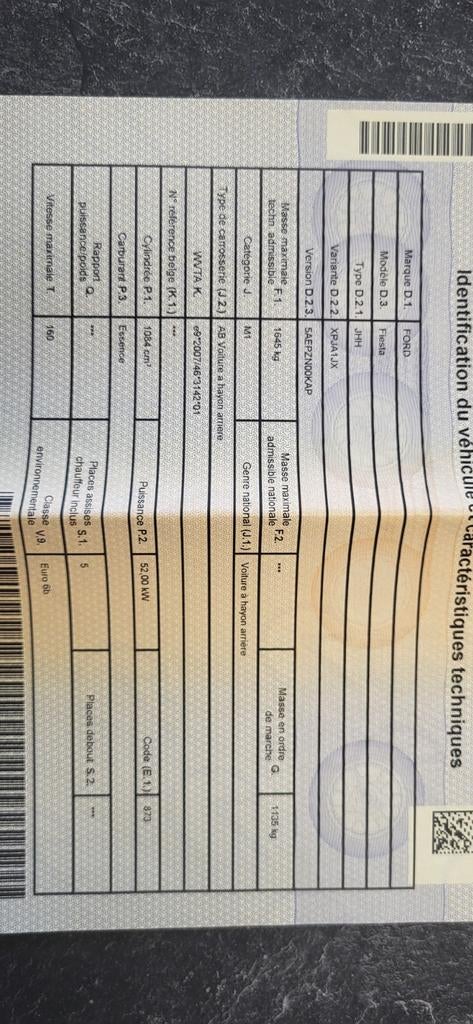 Identification du véhicule & Caractéristiques techniques
Marque D.1. FORD
Modèle D.3. Fiesta
Type D.2.1. JHH
Variante D.2.2. XPJA1JX
Version D.2.3. 5AEPZN00KAP
Masse maximale techn. admissible F.1. 1645 kg Masse maximale admissible nationale F.2. *** Masse en ordre de marche G. 1135 kg
Catégorie J. M1 Genre national (J.1.) Voiture à hayon arrière
Type de carrosserie (J.2.) AB Voiture à hayon arrière
WVTA K. e9*2007/46*3142*01
N° référence belge (K.1.) ***
Cylindrée P.1. 1084 cm³ Puissance P.2. 52,00 kW Code (E.1.) 873
Carburant P.3. Essence
Rapport puissance/poids Q. *** Places assises chauffeur inclus S.1. 5 Places debout S.2. ***
Vitesse maximale T. 160 Classe environnementale V.9. Euro 6b